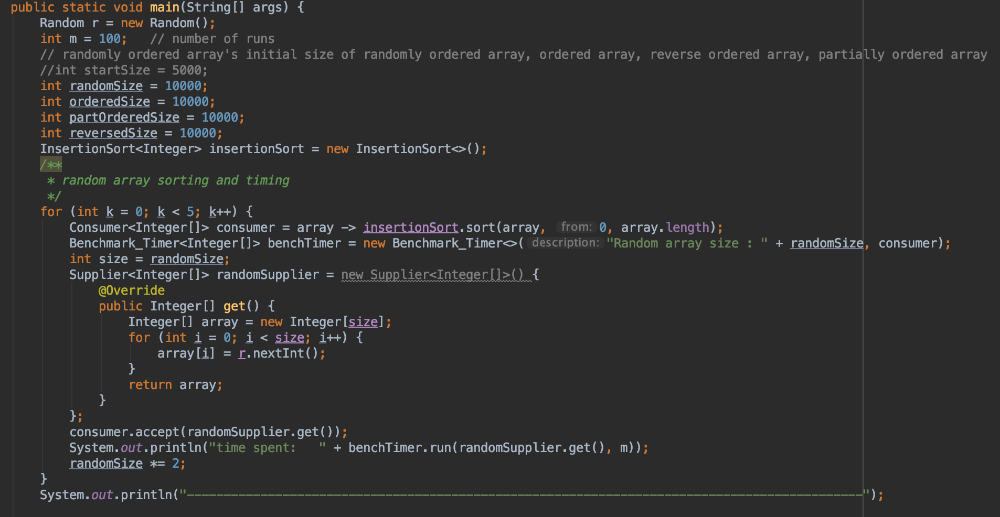 public static void main(String[] args) {
Random r = new Random();
int m = 100;   // number of runs
// randomly ordered array's initial size of randomly ordered array, ordered array, reverse ordered array, partially ordered array
//int startSize = 5000;
int randomSize = 10000;
int orderedSize = 10000;
int partOrderedSize = 10000;
int reversedSize = 10000;
InsertionSort<Integer> insertionSort = new InsertionSort<>();
/**
* random array sorting and timing
*/
for (int k = 0; k < 5; k++) {
Consumer<Integer[]> consumer = array -> insertionSort.sort(array, from: 0, array.length);
Benchmark_Timer<Integer[]> benchTimer = new Benchmark_Timer<>( description: "Random array size : " + randomSize, consumer);
int size = randomSize;
Supplier<Integer[]> randomSupplier = new Supplier<Integer[]>() {
@Override
public Integer[] get() {
Integer[] array = new Integer[size];
for (int i = 0; i < size; i++) {
array[i] = r.nextInt();
}
return array;
}
};
consumer.accept(randomSupplier.get());
System.out.println("time spent:   " + benchTimer.run(randomSupplier.get(), m));
randomSize *= 2;
}
System.out.println("--------------------------------------------------------------------------------------------");